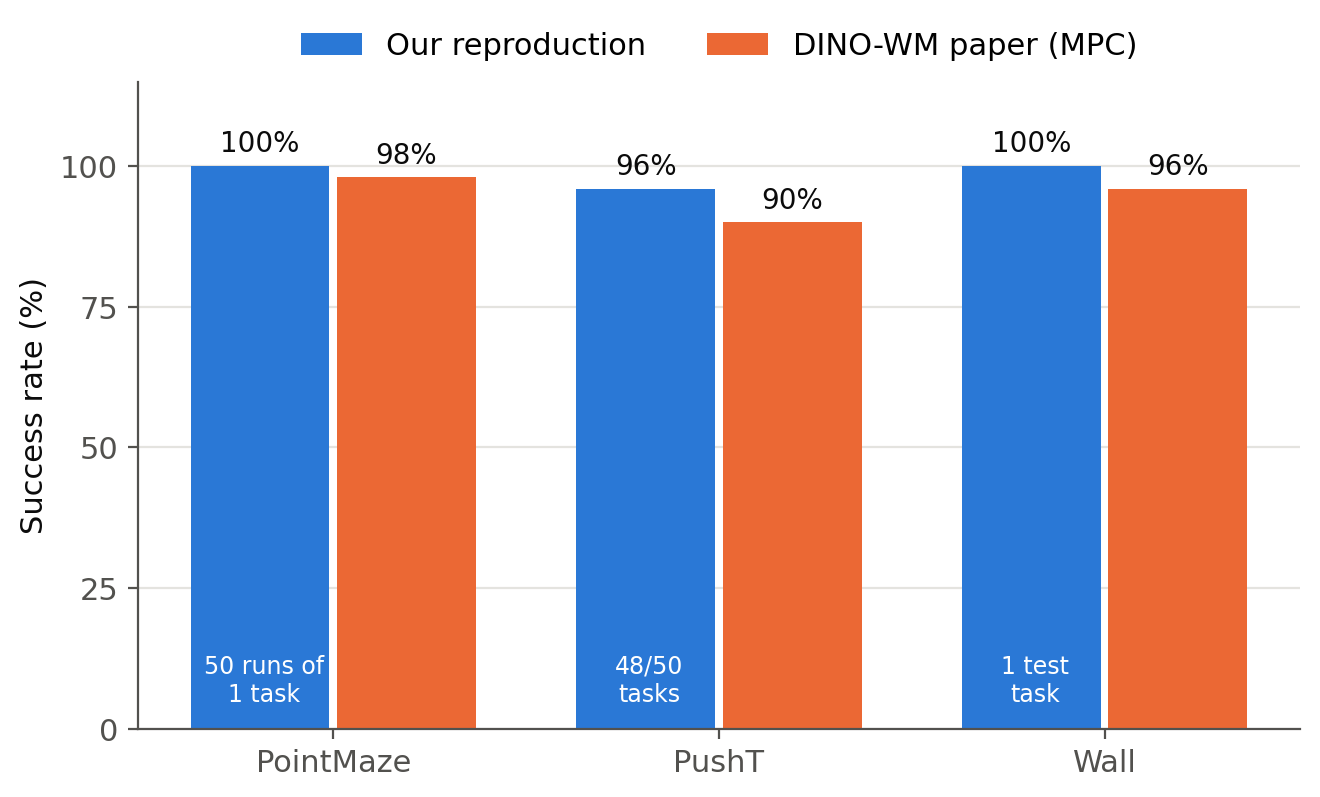 Our reproduction
DINO-WM paper (MPC)
Success rate (%)
100
75
50
25
0
100%
98%
96%
90%
100%
96%
50 runs of
1 task
48/50
tasks
1 test
task
PointMaze
PushT
Wall